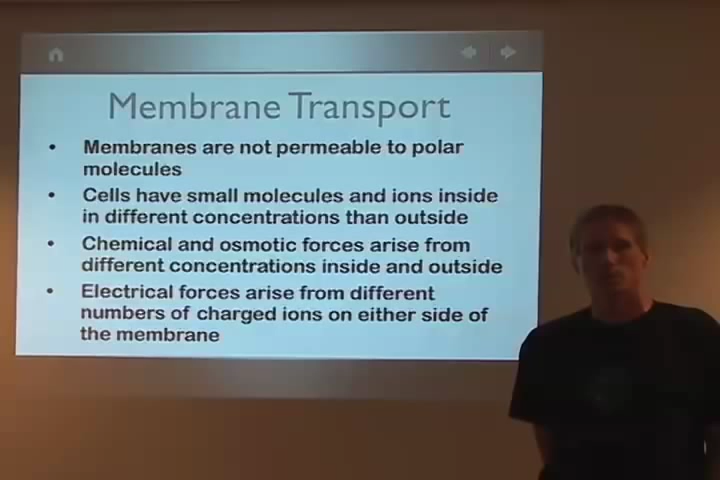 Membrane Transport
• Membranes are not permeable to polar
molecules
• Cells have small molecules and ions inside
in different concentrations than outside
• Chemical and osmotic forces arise from
different concentrations inside and outside
• Electrical forces arise from different
numbers of charged ions on either side of
the membrane